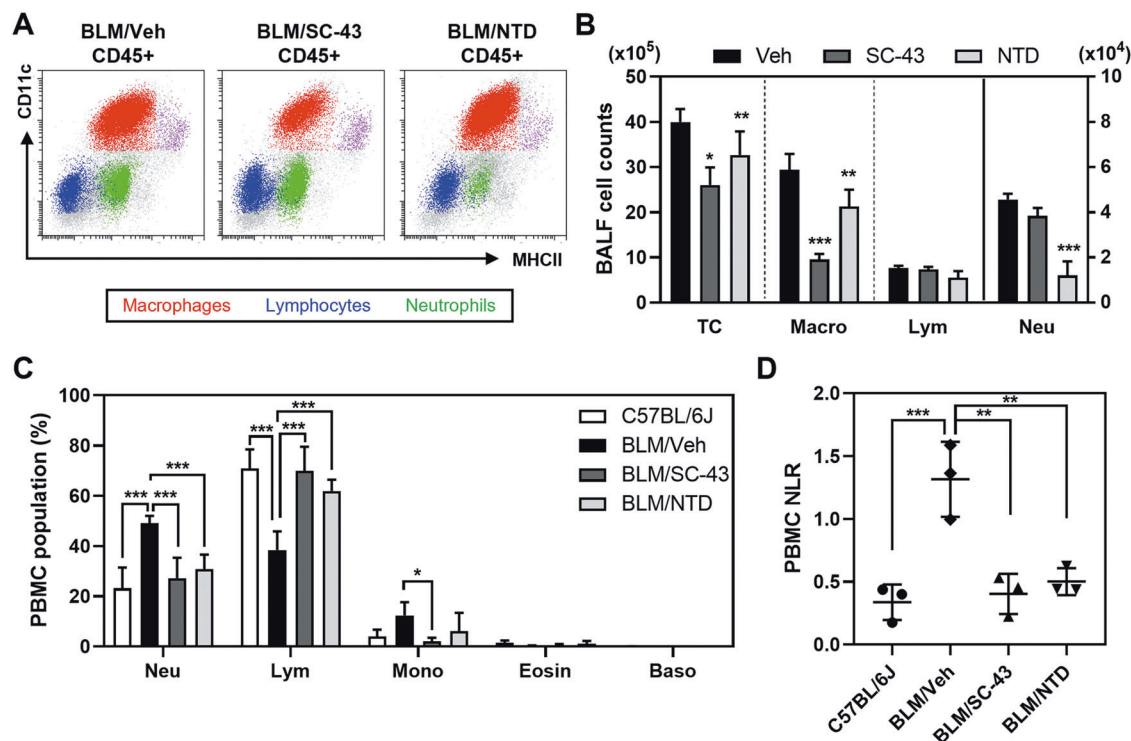 A
BLM/Veh
CD45+
BLM/SC-43
CD45+
BLM/NTD
CD45+
CD11c
MHCII
Macrophages Lymphocytes Neutrophils
B
(x10⁵) Veh SC-43 NTD (x10⁴)
BALF cell counts
50
40
30
20
10
0
10
8
6
4
2
0
* ** *** ** ***
TC Macro Lym Neu
C
PBMC population (%)
100
80
60
40
20
0
C57BL/6J
BLM/Veh
BLM/SC-43
BLM/NTD
***
*** ***
***
*** ***
*
Neu Lym Mono Eosin Baso
D
PBMC NLR
2.0
1.5
1.0
0.5
0.0
*** ** **
C57BL/6J
BLM/Veh
BLM/SC-43
BLM/NTD